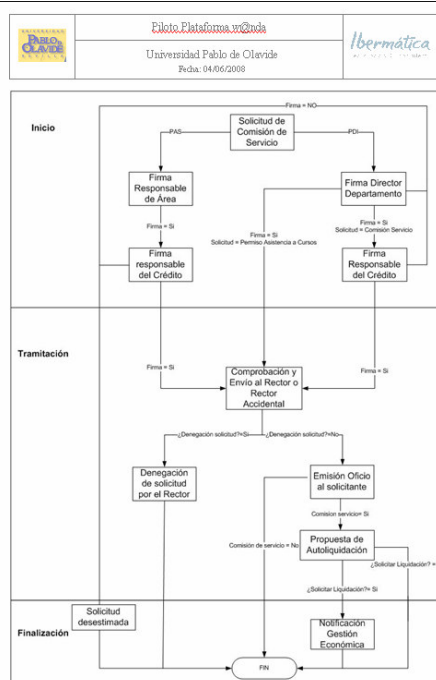 UNIVERSIDAD
PABLO DE
OLAVIDE
SEVILLA
Piloto Plataforma w@nda
Universidad Pablo de Olavide
Fecha: 04/06/2008
Ibermática
Inicio
Firma = NO
Solicitud de
Comisión de
Servicio
PAS
PDI
Firma
Responsable
de Área
Firma Director
Departamento
Firma = Si
Firma = Si
Solicitud = Permiso Asistencia a Cursos
Firma = Si
Solicitud = Comisión Servicio
Firma
responsable
del Crédito
Firma
Responsable
del Crédito
Tramitación
Firma = Si
Firma = Si
Comprobación y
Envío al Rector o
Rector
Accidental
¿Denegación solicitud?=Si
¿Denegación solicitud?=No
Denegación
de solicitud
por el Rector
Emisión Oficio
al solicitante
Comision servicio= Si
Comisión de servicio = No
Propuesta de
Autoliquidación
¿Solicitar Liquidación? =
¿Solicitar Liquidación?= Si
Finalización
Solicitud
desestimada
Notificación
Gestión
Económica
FIN